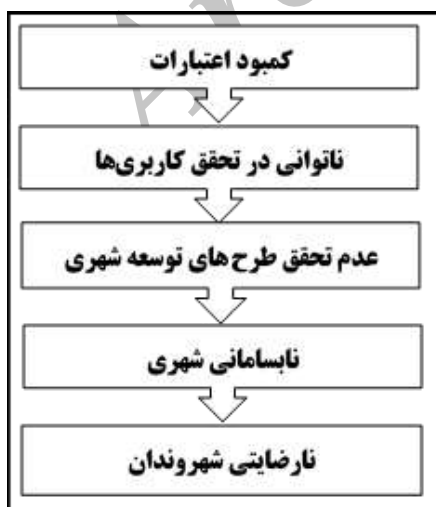 کمبود اعتبارات
ناتوانی در تحقق کاربری‌ها
عدم تحقق طرح های توسعه شهری
نابسامانی شهری
نارضایتی شهروندان